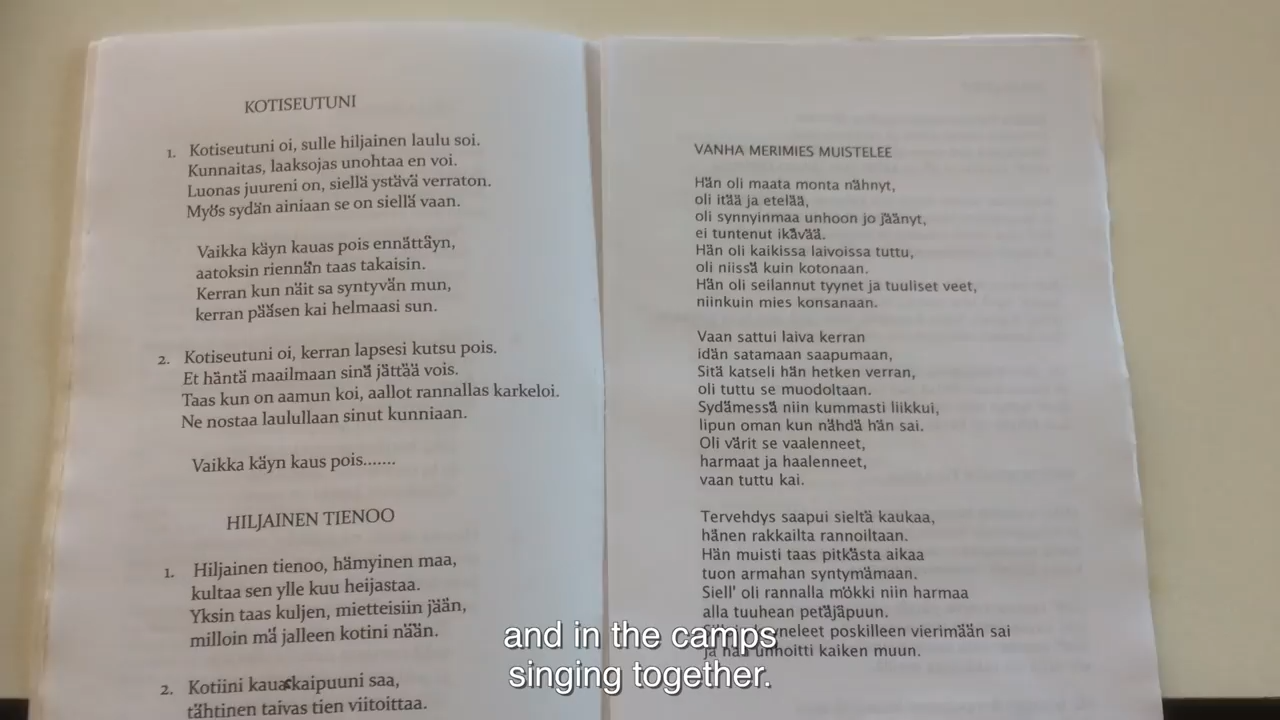 KOTISEUTUNI
1. Kotiseutuni oi, sulle hiljainen laulu soi.
Kunnaitas, laaksojas unohtaa en voi.
Luonas juureni on, siellä ystävä verraton.
Myös sydän ainiaan se on siellä vaan.
Vaikka käyn kauas pois ennättäyn,
aatoksin riennän taas takaisin.
Kerran kun näit sa syntyvän mun,
kerran pääsen kai helmaasi sun.
2. Kotiseutuni oi, kerran lapsesi kutsu pois.
Et häntä maailmaan sinä jättää vois.
Taas kun on aamun koi, aallot rannallas karkeloi.
Ne nostaa laulullaan sinut kunniaan.
Vaikka käyn kaus pois.......
HILJAINEN TIENOO
1. Hiljainen tienoo, hämyinen maa,
kultaa sen ylle kuu heijastaa.
Yksin taas kuljen, mietteisiin jään,
milloin mä jalleen kotini nään.
2. Kotiini kauas kaipuuni saa,
tähtinen taivas tien viitoittaa.
VANHA MERIMIES MUISTELEE
Hän oli maata monta nähnyt,
oli itää ja etelää,
oli synnyinmaa unhoon jo jäänyt,
ei tuntenut ikävää.
Hän oli kaikissa laivoissa tuttu,
oli niissä kuin kotonaan.
Hän oli seilannut tyynet ja tuuliset veet,
niinkuin mies konsanaan.
Vaan sattui laiva kerran
idän satamaan saapumaan,
Sitä katseli hän hetken verran,
oli tuttu se muodoltaan.
Sydämessä niin kummasti liikkui,
lipun oman kun nähdä hän sai.
Oli värit se vaalenneet,
harmaat ja haalenneet,
vaan tuttu kai.
Tervehdys saapui sieltä kaukaa,
hänen rakkailta rannoiltaan.
Hän muisti taas pitkästa aikaa
tuon armahan syntymämaan.
Siell' oli rannalla mökki niin harmaa
alla tuuhean petäjäpuun.
kyyneleet poskilleen vierimään sai
ja hän unhoitti kaiken muun.
and in the camps
singing together.